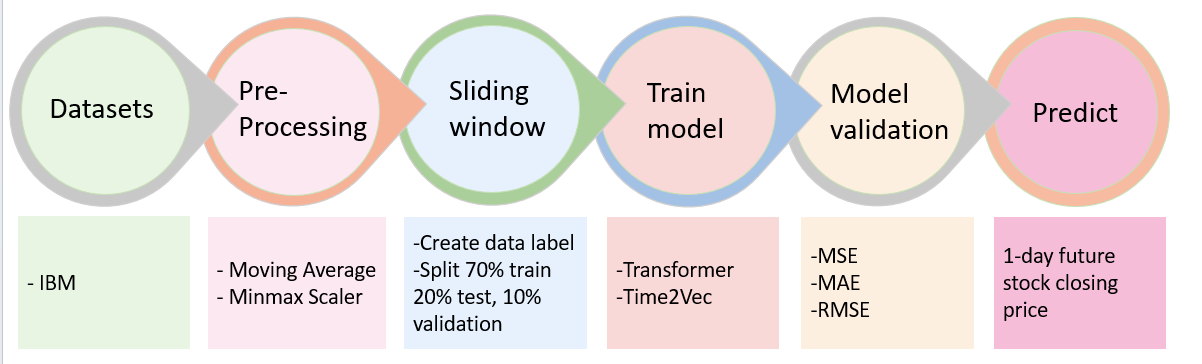 Datasets
Pre-
Processing
Sliding
window
Train
model
Model
validation
Predict
- IBM
- Moving Average
- Minmax Scaler
-Create data label
-Split 70% train
20% test, 10%
validation
-Transformer
-Time2Vec
-MSE
-MAE
-RMSE
1-day future
stock closing
price